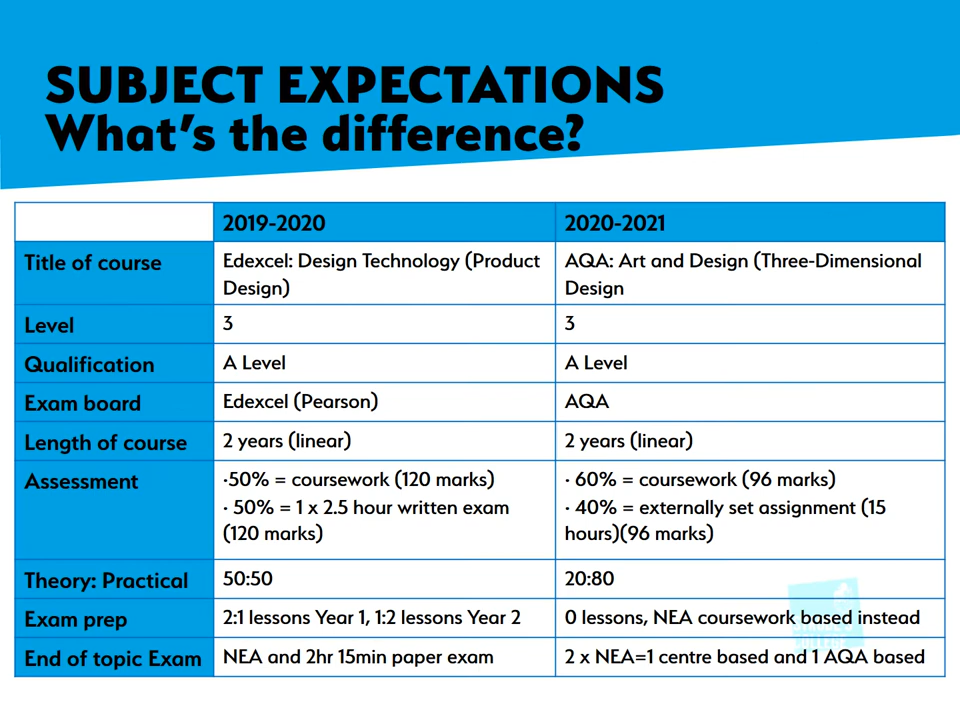 SUBJECT EXPECTATIONS
What's the difference?
2019-2020 2020-2021
Title of course Edexcel: Design Technology (Product AQA: Art and Design (Three-Dimensional
Design) Design
Level 3 3
Qualification A Level A Level
Exam board Edexcel (Pearson) AQA
Length of course 2 years (linear) 2 years (linear)
Assessment ·50% = coursework (120 marks) · 60% = coursework (96 marks)
· 50% = 1 x 2.5 hour written exam · 40% = externally set assignment (15
(120 marks) hours)(96 marks)
Theory: Practical 50:50 20:80
Exam prep 2:1 lessons Year 1, 1:2 lessons Year 2 0 lessons, NEA coursework based instead
End of topic Exam NEA and 2hr 15min paper exam 2 x NEA=1 centre based and 1 AQA based